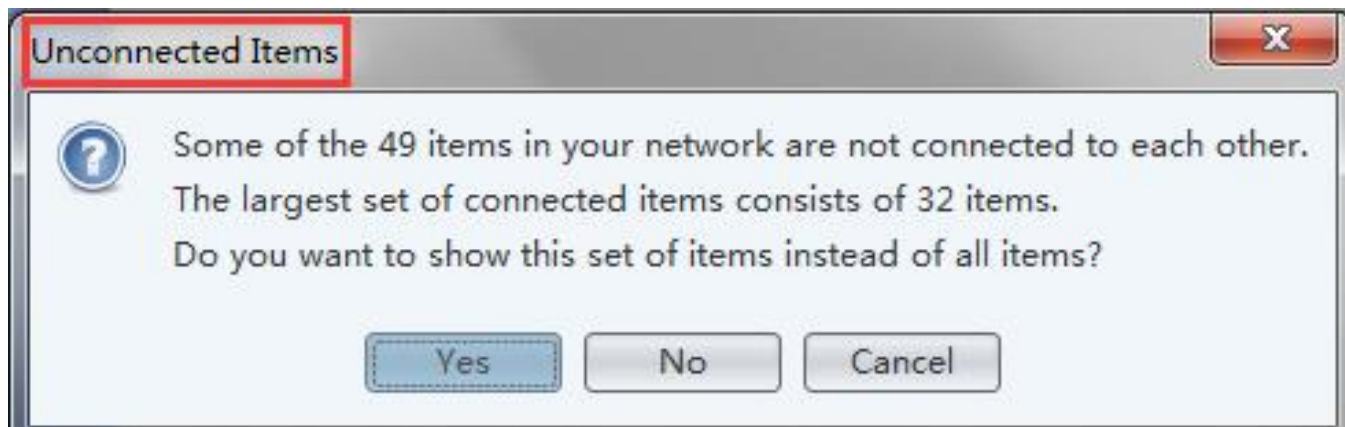 Unconnected Items
Some of the 49 items in your network are not connected to each other.
The largest set of connected items consists of 32 items.
Do you want to show this set of items instead of all items?
Yes No Cancel